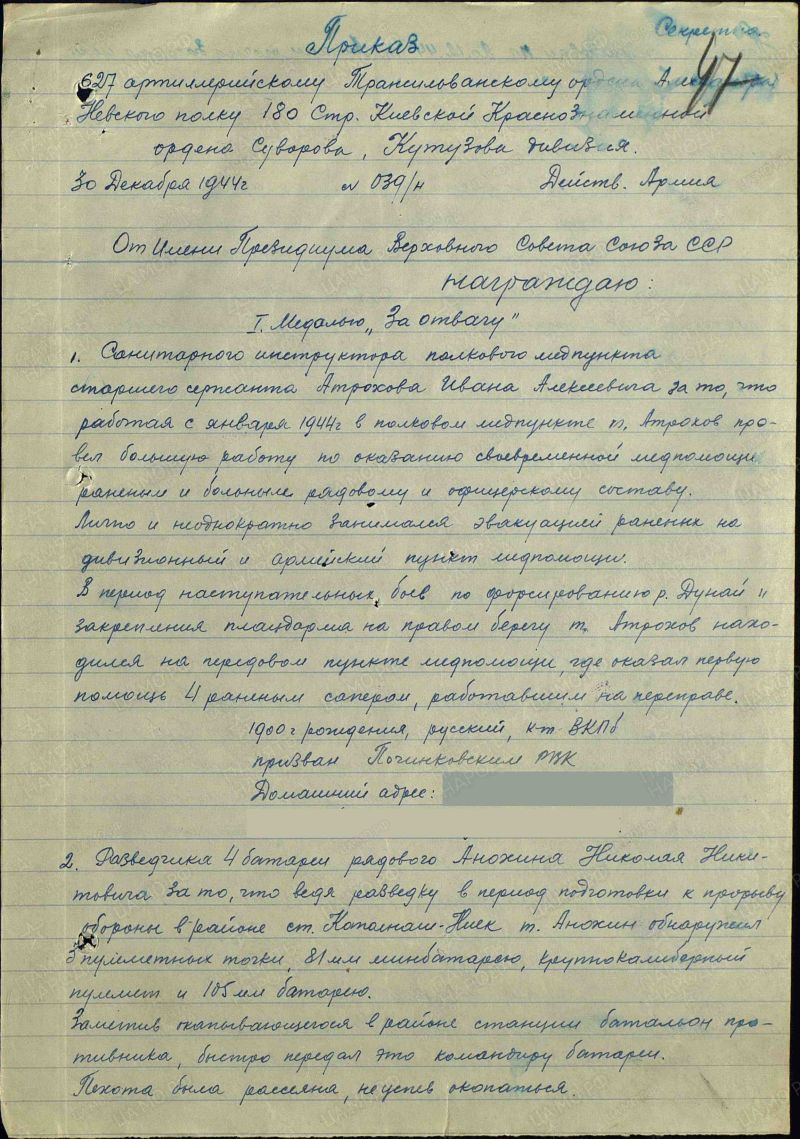 Секретно
Приказ
47
627 артиллерийскому Трансильванскому ордена Александра
Невского полку 180 Стр. Киевской Краснознаменной
ордена Суворова, Кутузова дивизия.
30 Декабря 1944г № 039/н Действ. Армия
От Имени Президиума Верховного Совета Союза ССР
награждаю:
I. Медалью „За отвагу"
1. Санитарного инструктора полкового медпункта
старшего сержанта Атрохова Ивана Алексеевича за то, что
работая с января 1944г в полковом медпункте т. Атрохов про-
вел большую работу по оказанию своевременной медпомощи
раненым и больным рядовому и офицерскому составу.
Лично и неоднократно занимался эвакуацией раненых на
дивизионный и армейский пункт медпомощи.
В период наступательных боев по форсированию р. Дунай и
закрепления плацдарма на правом берегу т. Атрохов нахо-
дился на передовом пункте медпомощи, где оказал первую
помощь 4 раненым саперам, работавшим на переправе.
1900г рождения, русский, к-т ВКПб
призван Починковским РВК
Домашний адрес:
2. Разведчика 4 батареи рядового Анохина Николая Ники-
товича за то, что ведя разведку в период подготовки к прорыву
обороны в районе ст. Каполнаш-Ниек т. Анохин обнаружил
3 пулеметных точки, 81 мм минбатарею, крупнокалиберный
пулемет и 105 мм батарею.
Заметив окапывающегося в районе станции батальон про-
тивника, быстро передал это командиру батареи.
Пехота была рассеяна, не успев окопаться.